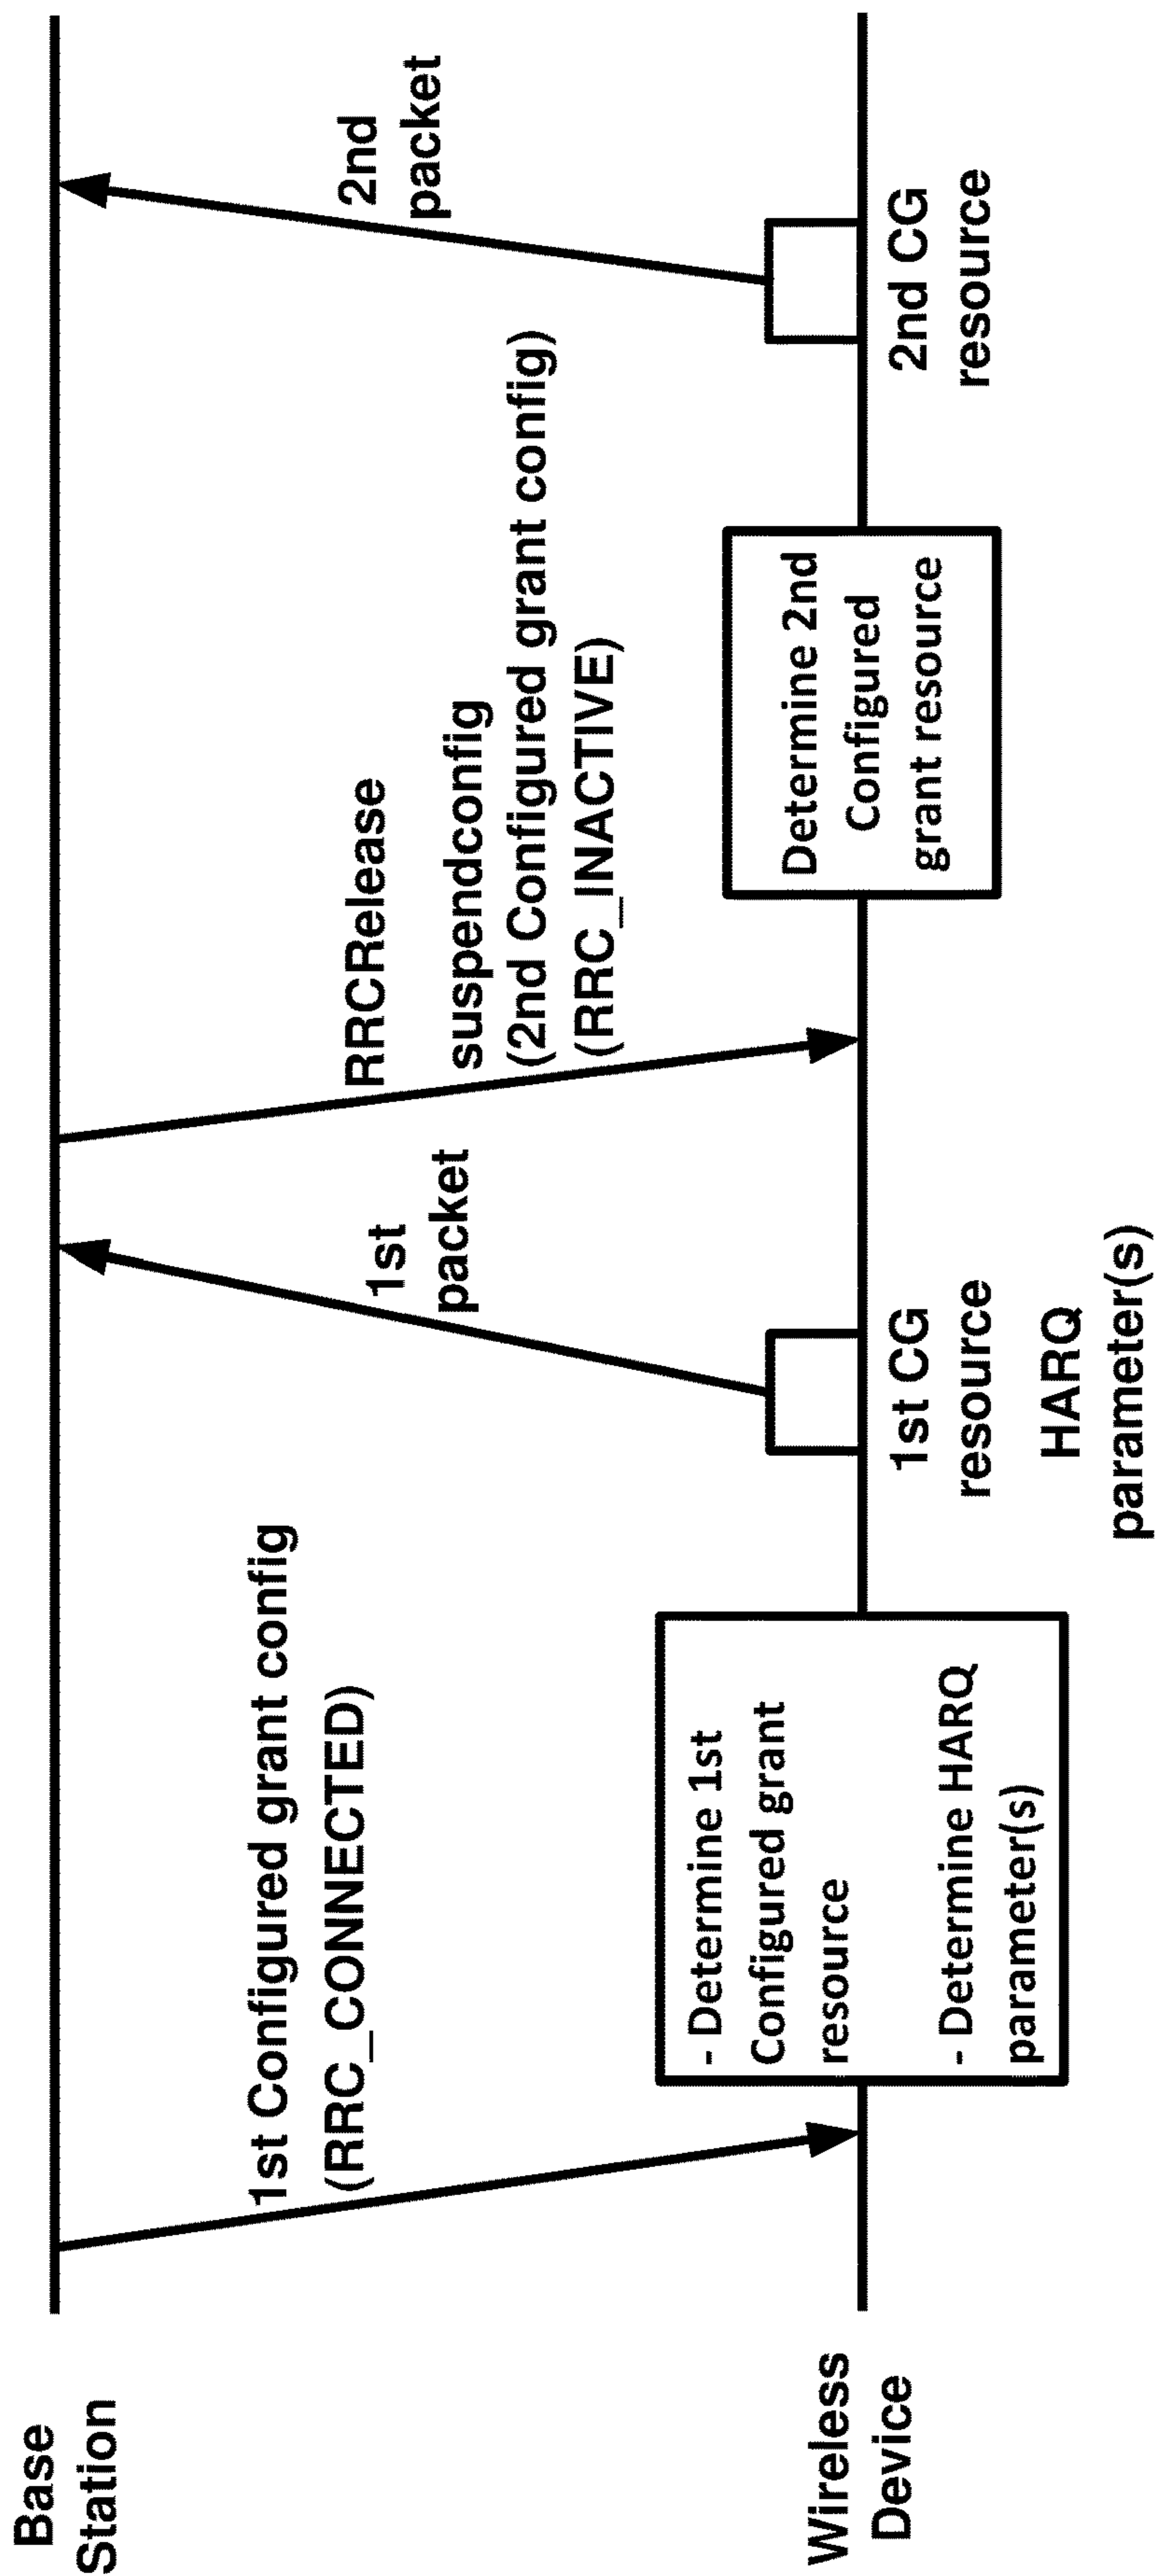 Base
Station
1st Configured grant config
(RRC_CONNECTED)
1st
packet
RRCRelease
suspendconfig
(2nd Configured grant config)
(RRC_INACTIVE)
2nd
packet
Wireless
Device
- Determine 1st
Configured grant
resource
- Determine HARQ
parameter(s)
1st CG
resource
HARQ
parameter(s)
Determine 2nd
Configured
grant resource
2nd CG
resource